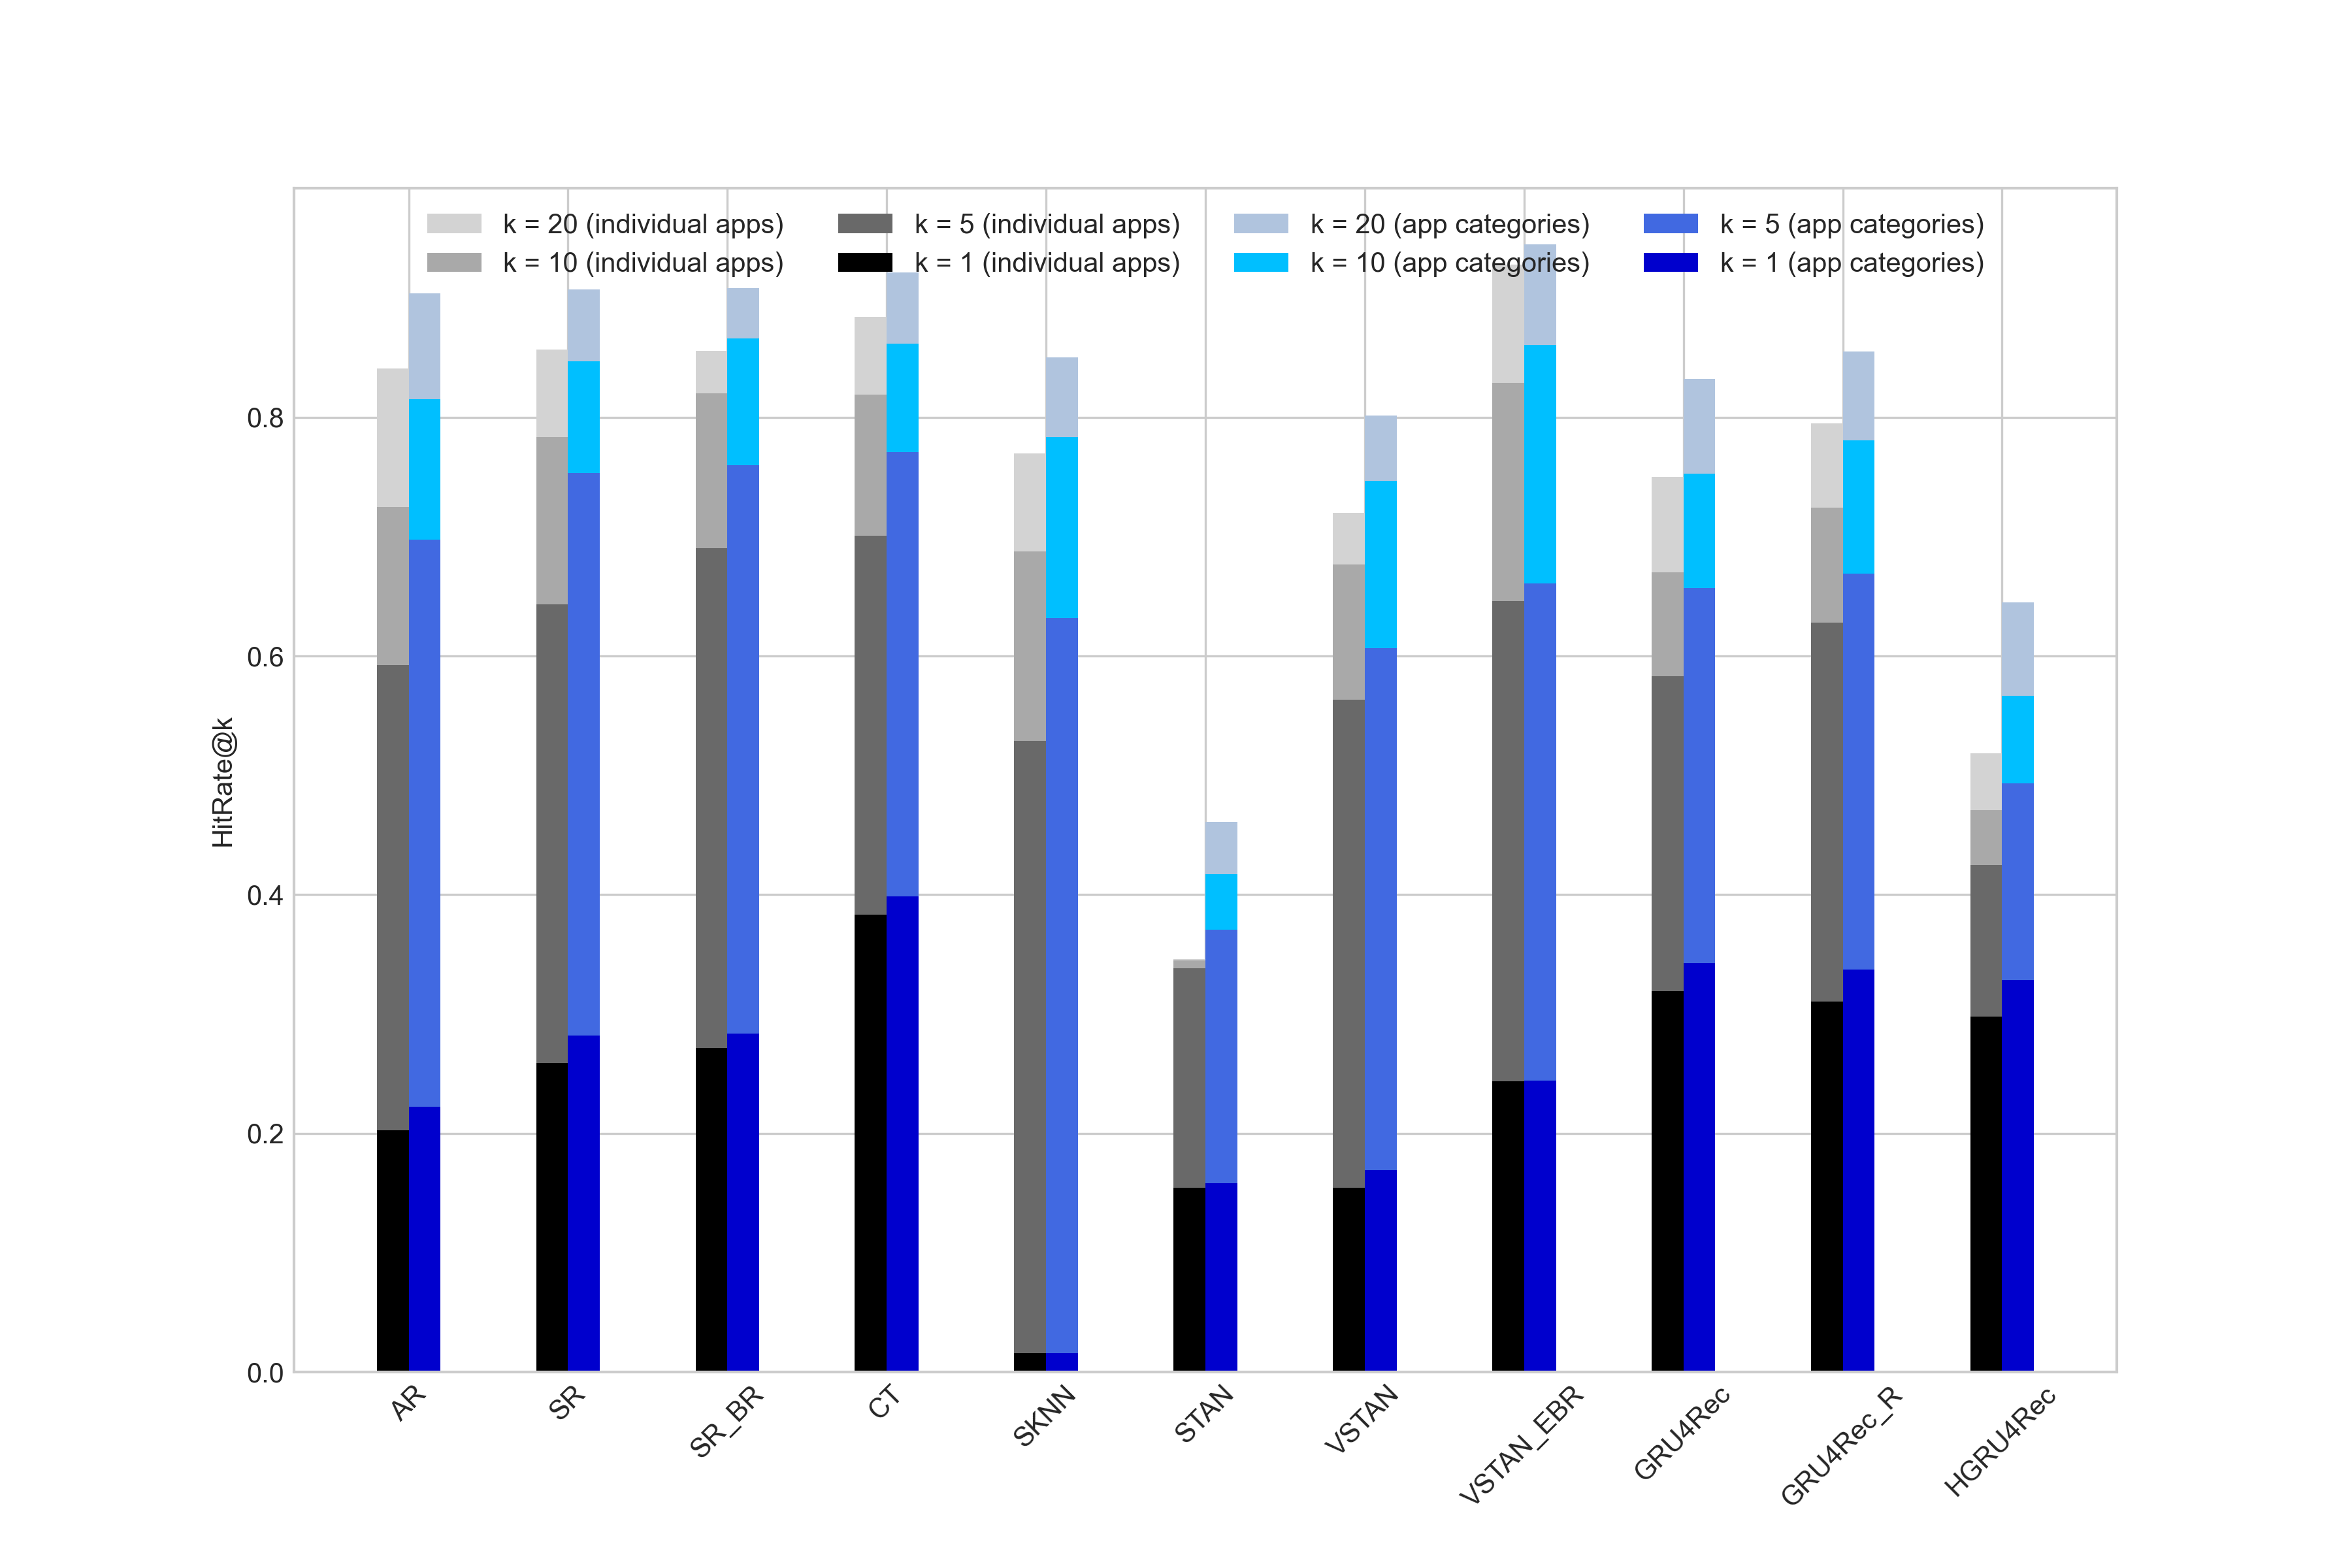 k = 20 (individual apps) k = 5 (individual apps) k = 20 (app categories) k = 5 (app categories)
k = 10 (individual apps) k = 1 (individual apps) k = 10 (app categories) k = 1 (app categories)
HitRate@k
0.8
0.6
0.4
0.2
0.0
AR SR SR_BR CT SKNN STAN VSTAN VSTAN_EBR GRU4Rec GRU4Rec_R HGRU4Rec